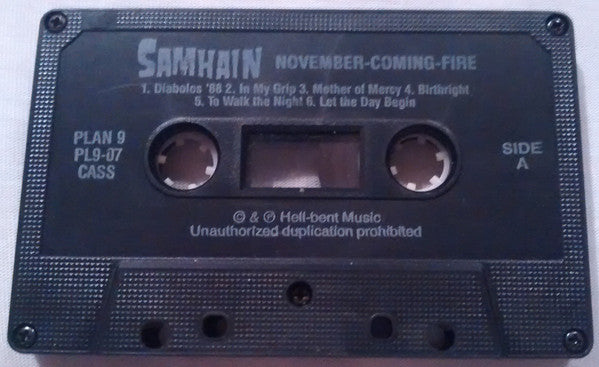 SAMHAIN NOVEMBER-COMING-FIRE
1. Diabolos '88 2. In My Grip 3. Mother of Mercy 4. Birthright
5. To Walk the Night 6. Let the Day Begin
PLAN 9
PL9-07
CASS
SIDE
A
© & ℗ Hell-bent Music
Unauthorized duplication prohibited